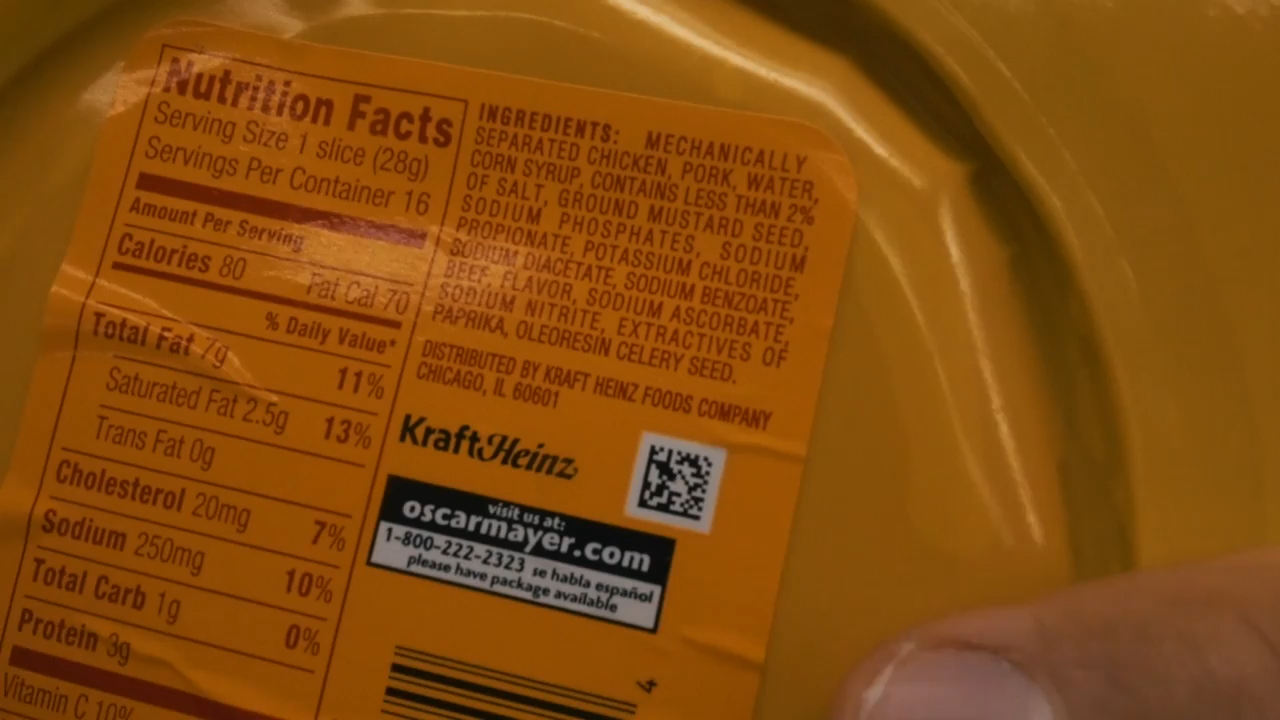 Nutrition Facts
Serving Size 1 slice (28g)
Servings Per Container 16
Amount Per Serving
Calories 80 Fat Cal 70
% Daily Value*
Total Fat 7g 11%
Saturated Fat 2.5g 13%
Trans Fat 0g
Cholesterol 20mg 7%
Sodium 250mg 10%
Total Carb 1g 0%
Protein 3g
Vitamin C 10%
INGREDIENTS: MECHANICALLY
SEPARATED CHICKEN, PORK, WATER,
CORN SYRUP, CONTAINS LESS THAN 2%
OF SALT, GROUND MUSTARD SEED,
SODIUM PHOSPHATES, SODIUM
PROPIONATE, POTASSIUM CHLORIDE,
SODIUM DIACETATE, SODIUM BENZOATE,
BEEF, FLAVOR, SODIUM ASCORBATE,
SODIUM NITRITE, EXTRACTIVES OF
PAPRIKA, OLEORESIN CELERY SEED.
DISTRIBUTED BY KRAFT HEINZ FOODS COMPANY
CHICAGO, IL 60601
KraftHeinz
visit us at:
oscarmayer.com
1-800-222-2323 se habla español
please have package available
4